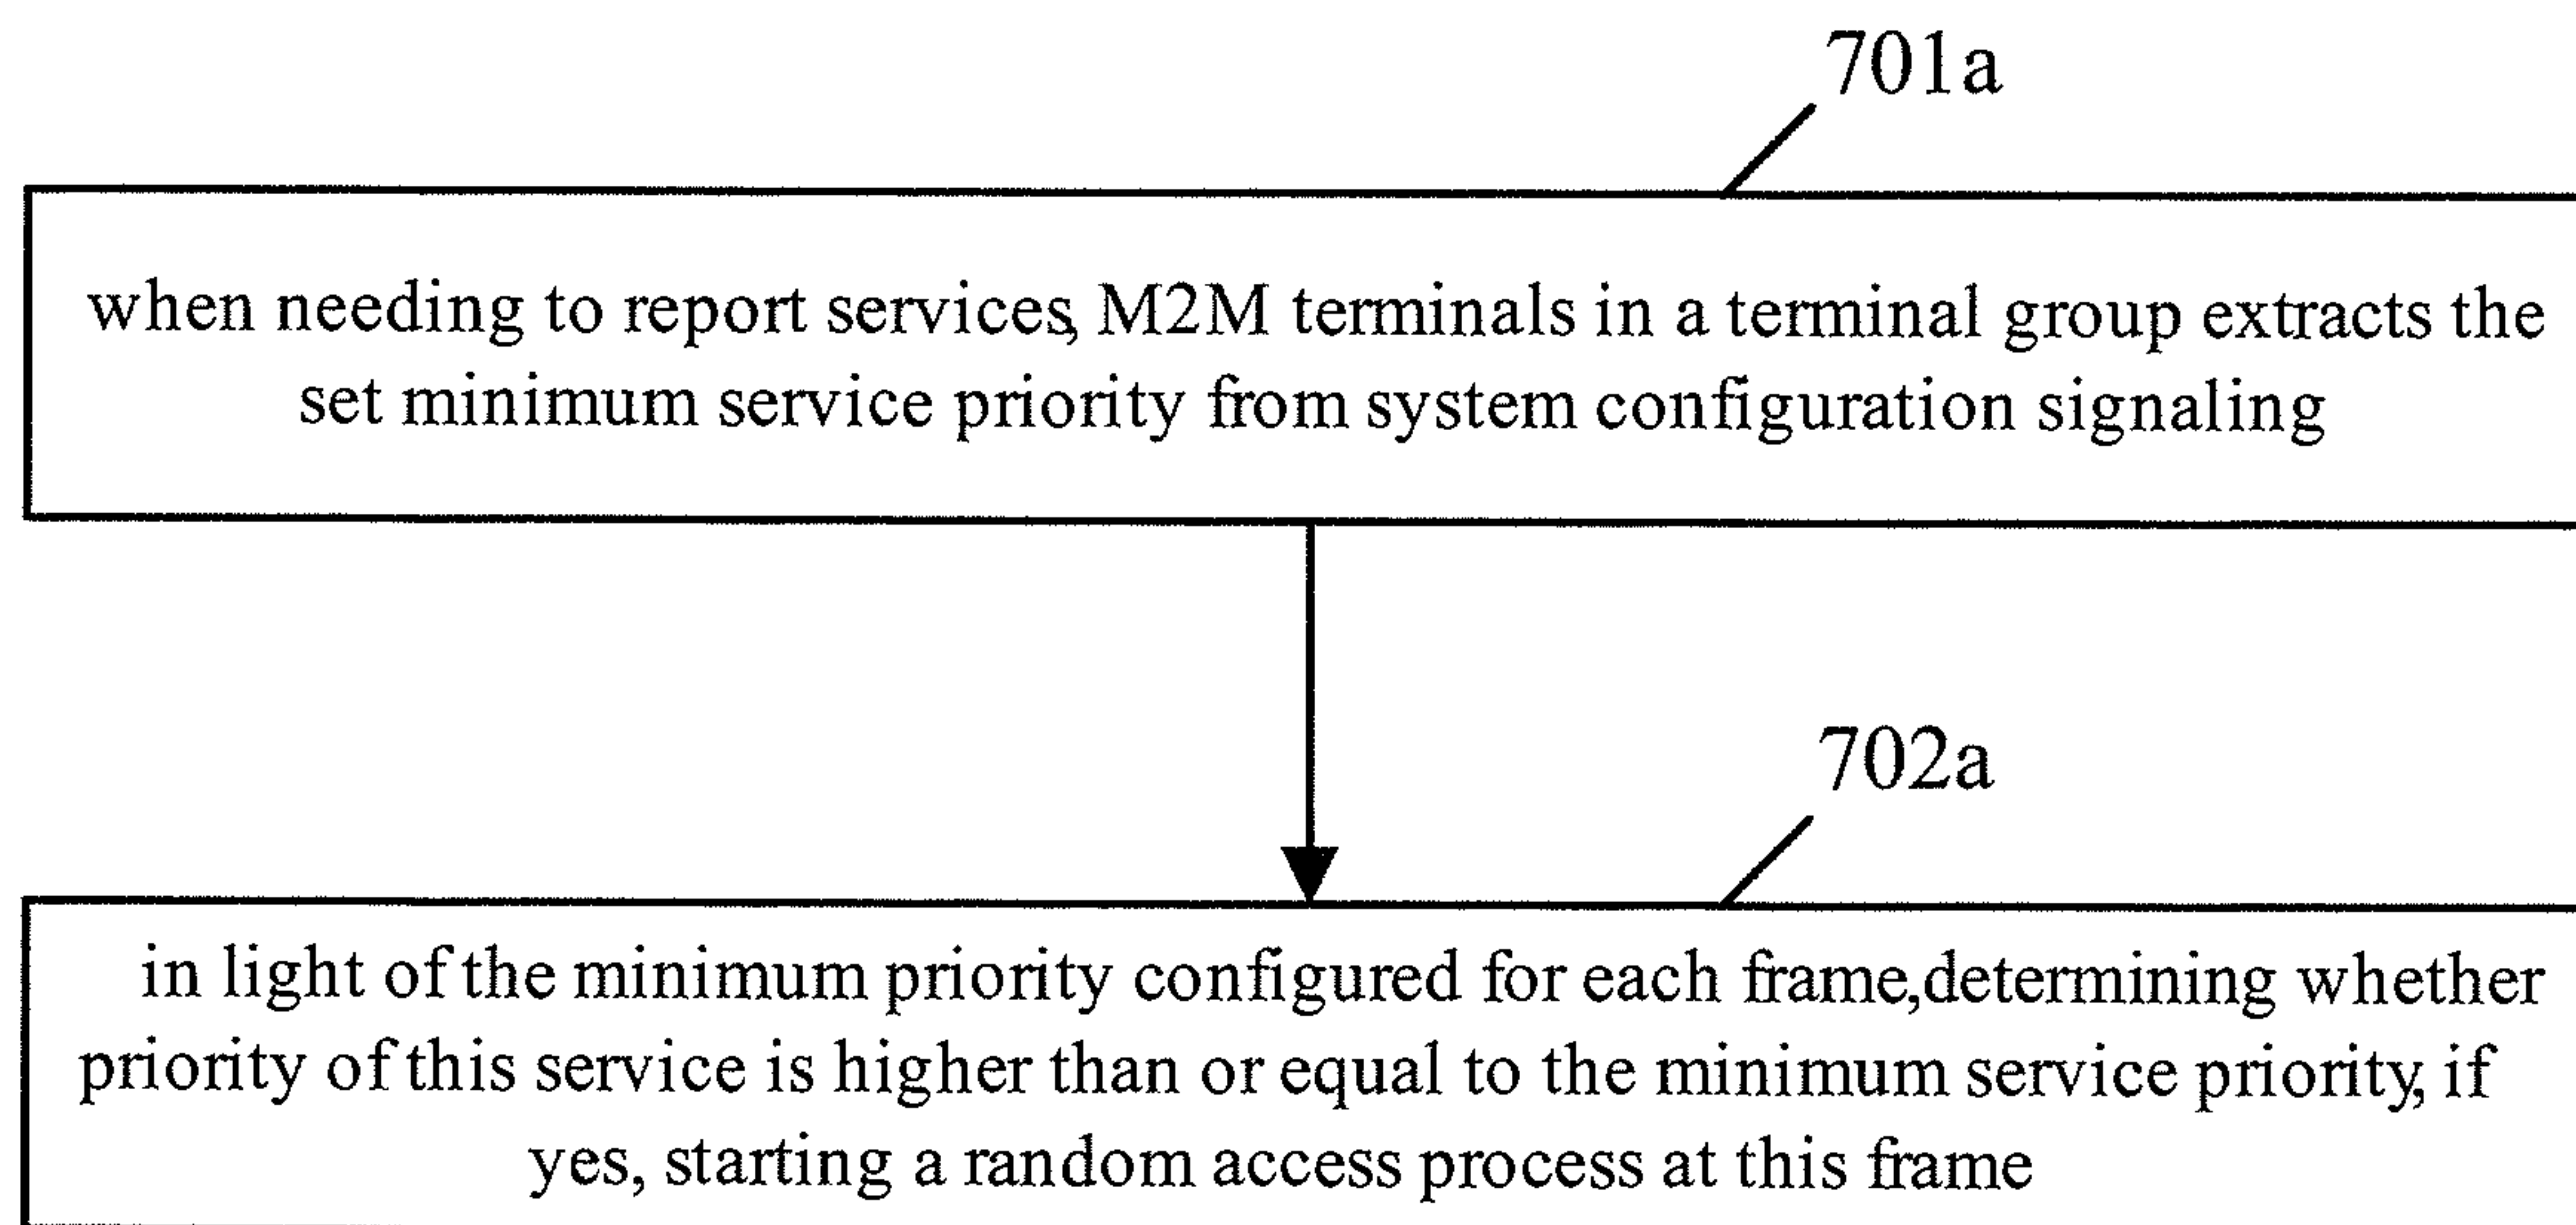 701a
when needing to report services, M2M terminals in a terminal group extracts the
set minimum service priority from system configuration signaling
702a
in light of the minimum priority configured for each frame,determining whether
priority of this service is higher than or equal to the minimum service priority, if
yes, starting a random access process at this frame